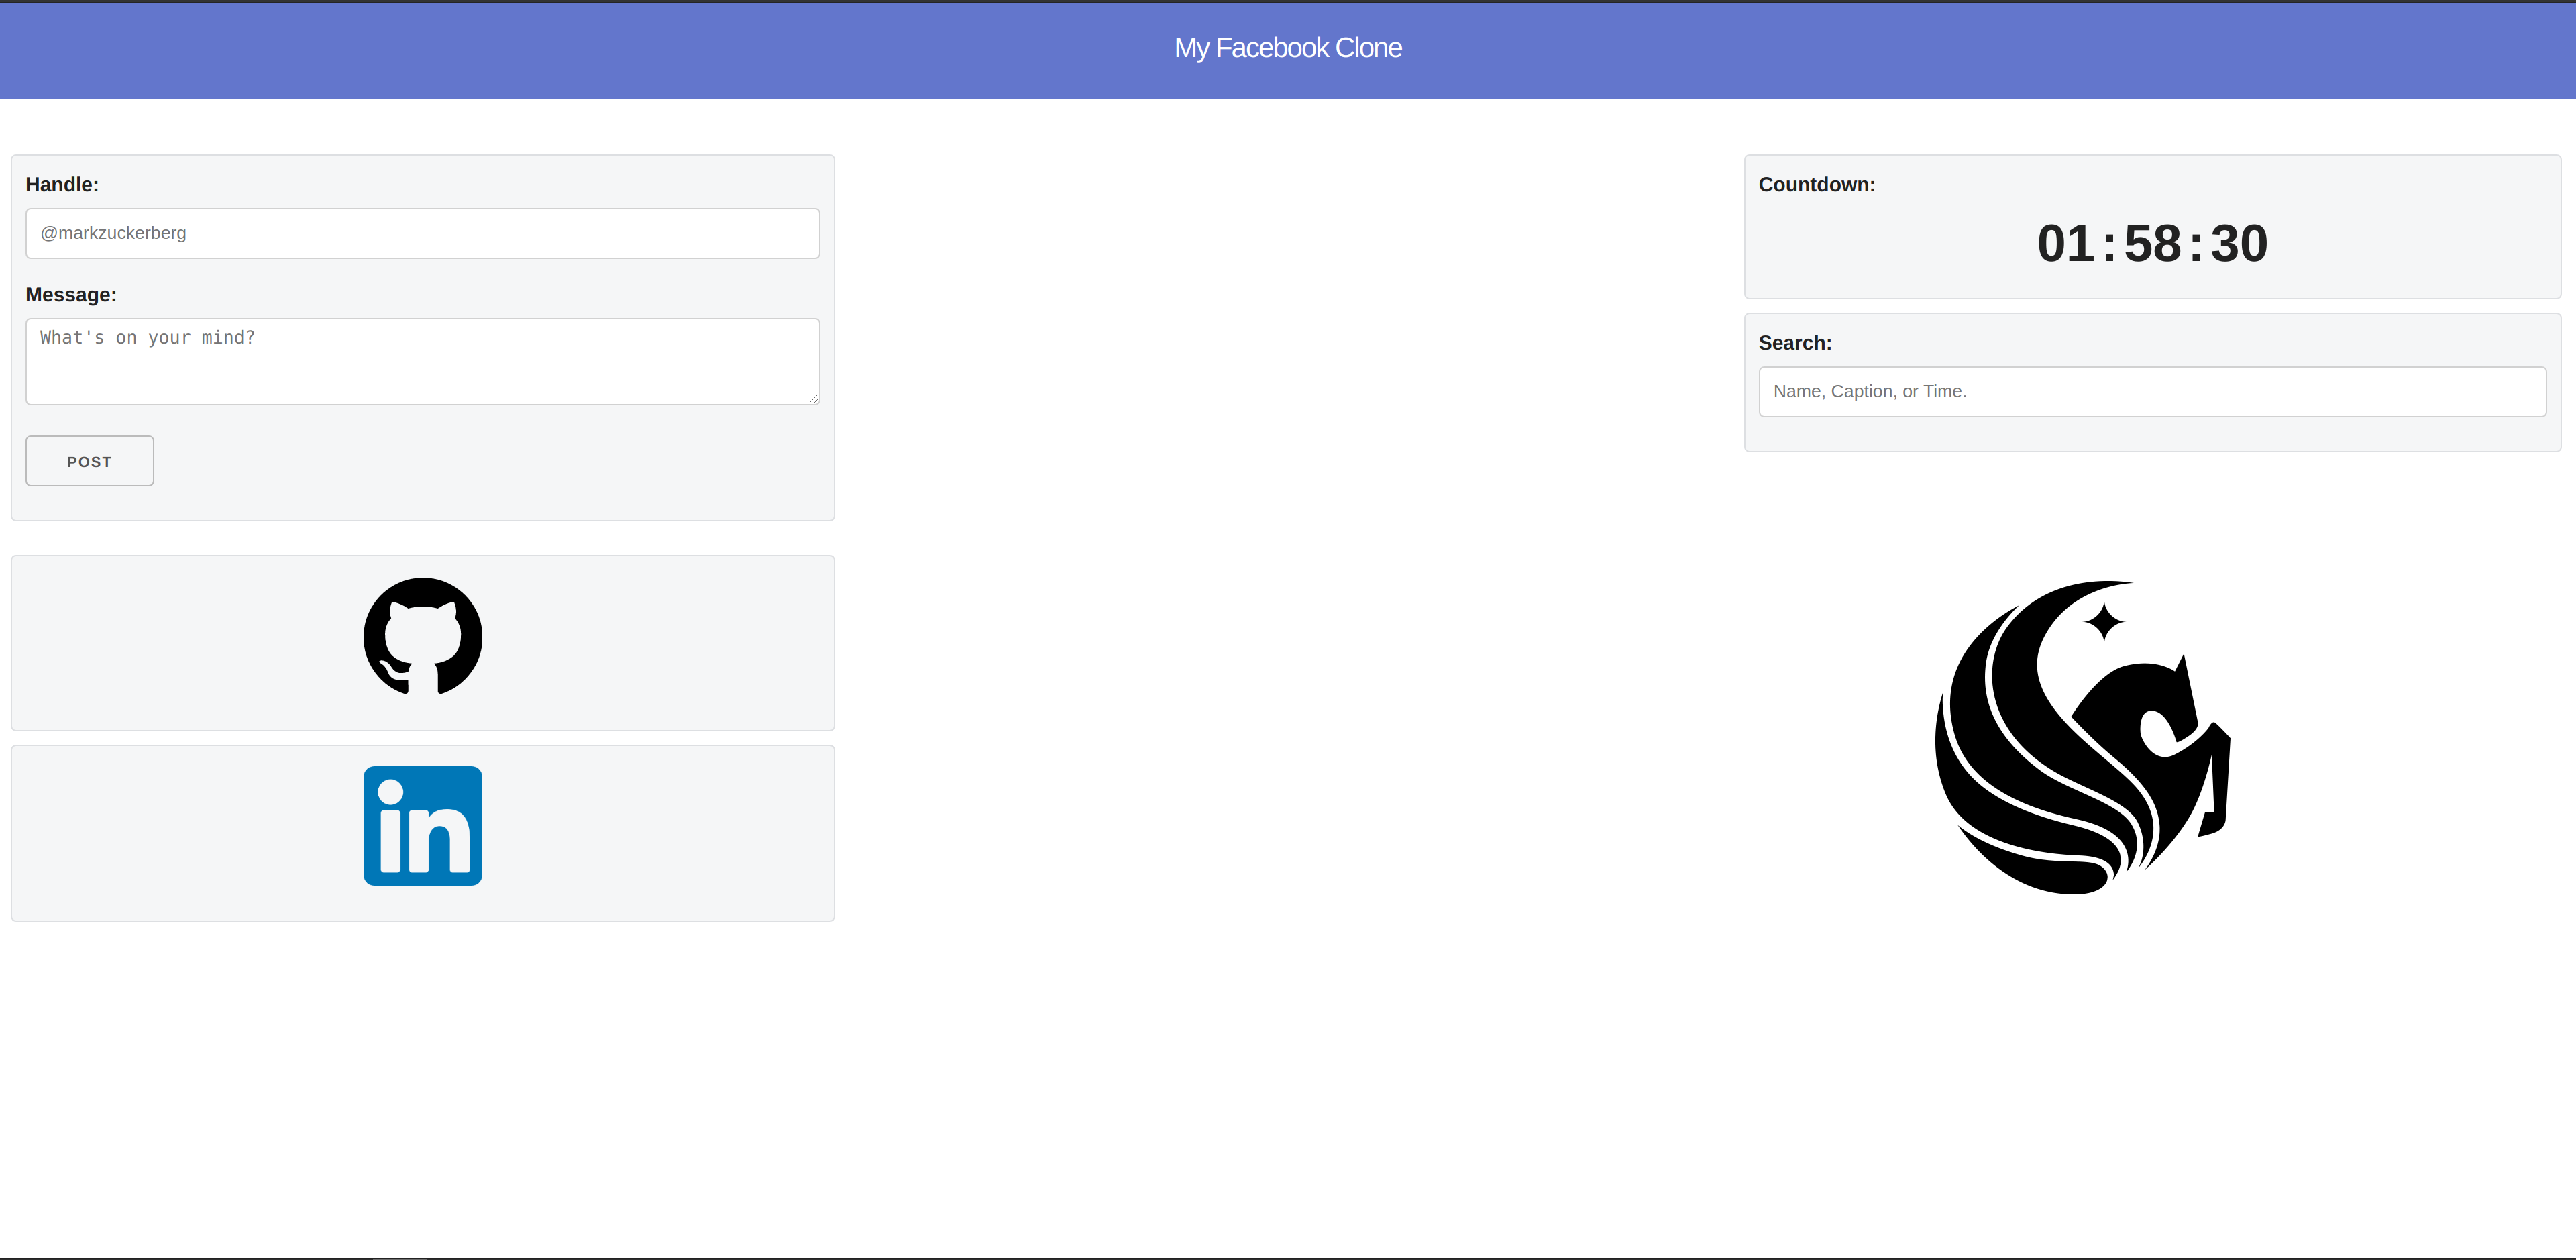 My Facebook Clone
Handle:
@markzuckerberg
Message:
What's on your mind?
POST
in
Countdown:
01:58:30
Search:
Name, Caption, or Time.